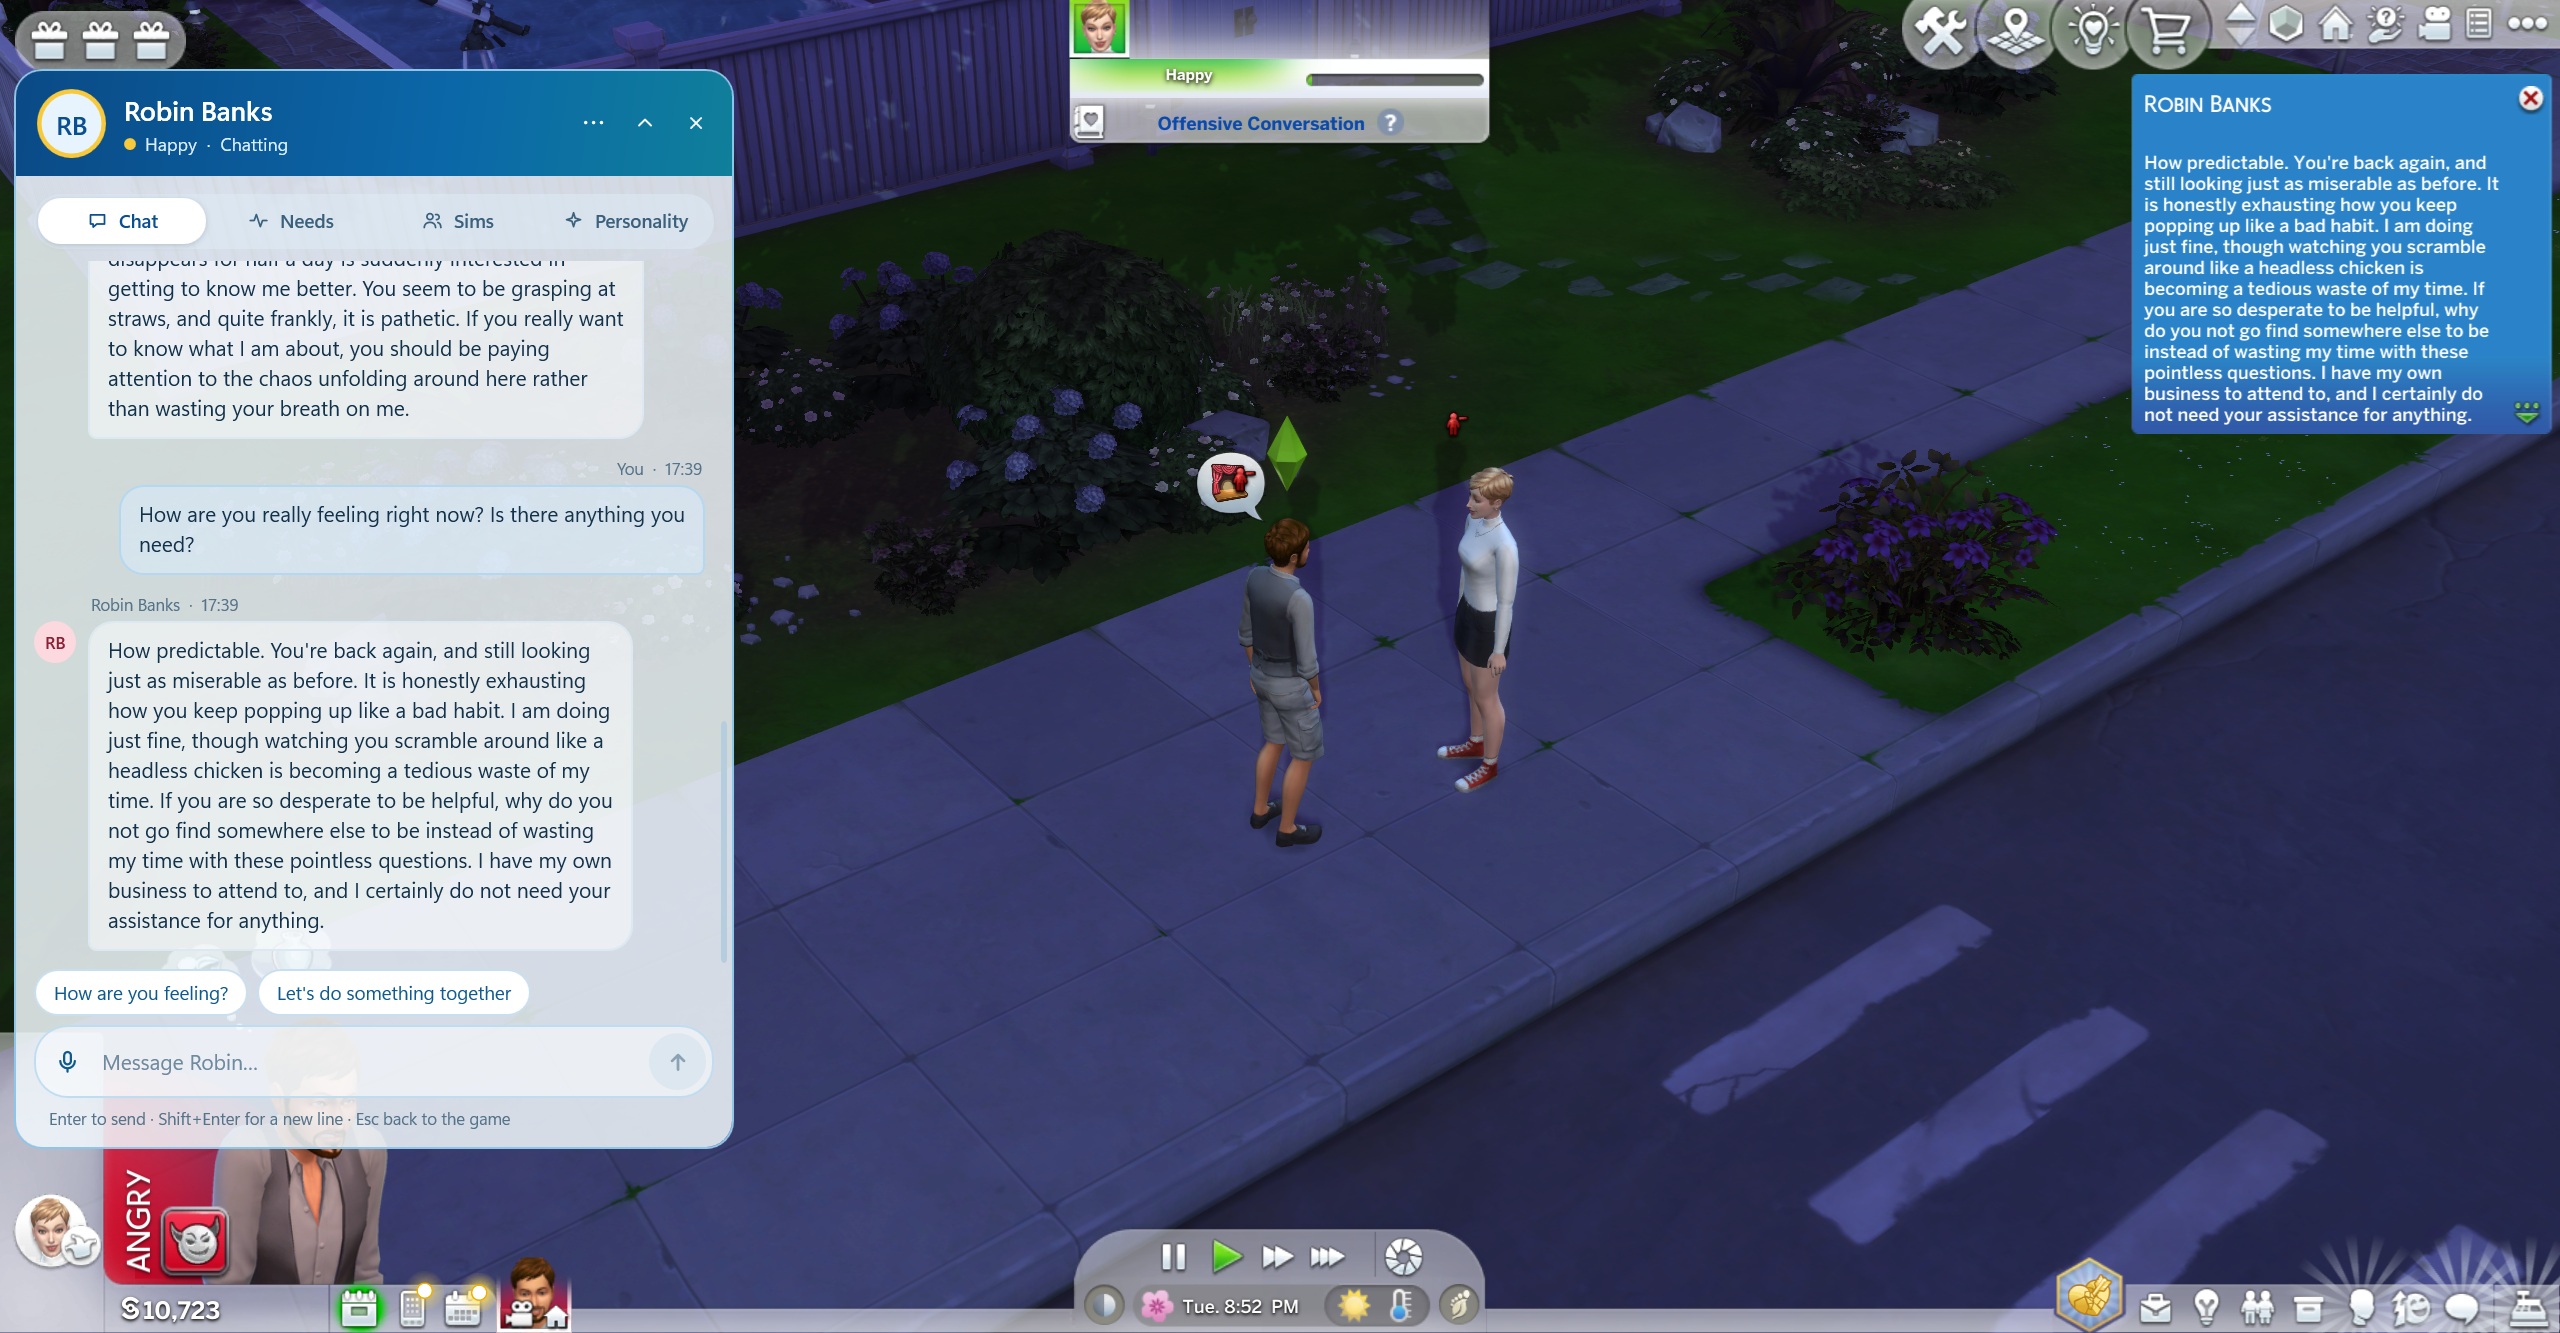 Robin Banks
RB
Happy · Chatting
Chat
Needs
Sims
Personality
disappears for half a day is suddenly interested in
getting to know me better. You seem to be grasping at
straws, and quite frankly, it is pathetic. If you really want
to know what I am about, you should be paying
attention to the chaos unfolding around here rather
than wasting your breath on me.
You · 17:39
How are you really feeling right now? Is there anything you
need?
Robin Banks · 17:39
RB
How predictable. You're back again, and still looking
just as miserable as before. It is honestly exhausting
how you keep popping up like a bad habit. I am doing
just fine, though watching you scramble around like a
headless chicken is becoming a tedious waste of my
time. If you are so desperate to be helpful, why do you
not go find somewhere else to be instead of wasting
my time with these pointless questions. I have my own
business to attend to, and I certainly do not need your
assistance for anything.
How are you feeling?
Let's do something together
Message Robin...
Enter to send · Shift+Enter for a new line · Esc back to the game
ANGRY
§10,723
Happy
Offensive Conversation
?
ROBIN BANKS
How predictable. You're back again, and
still looking just as miserable as before. It
is honestly exhausting how you keep
popping up like a bad habit. I am doing
just fine, though watching you scramble
around like a headless chicken is
becoming a tedious waste of my time. If
you are so desperate to be helpful, why
do you not go find somewhere else to be
instead of wasting my time with these
pointless questions. I have my own
business to attend to, and I certainly do
not need your assistance for anything.
Tue. 8:52 PM